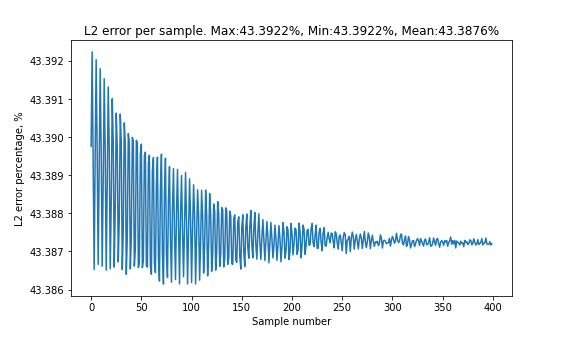 L2 error per sample. Max:43.3922%, Min:43.3922%, Mean:43.3876%
43.392
43.391
43.390
43.389
43.388
43.387
43.386
L2 error percentage, %
0 50 100 150 200 250 300 350 400
Sample number